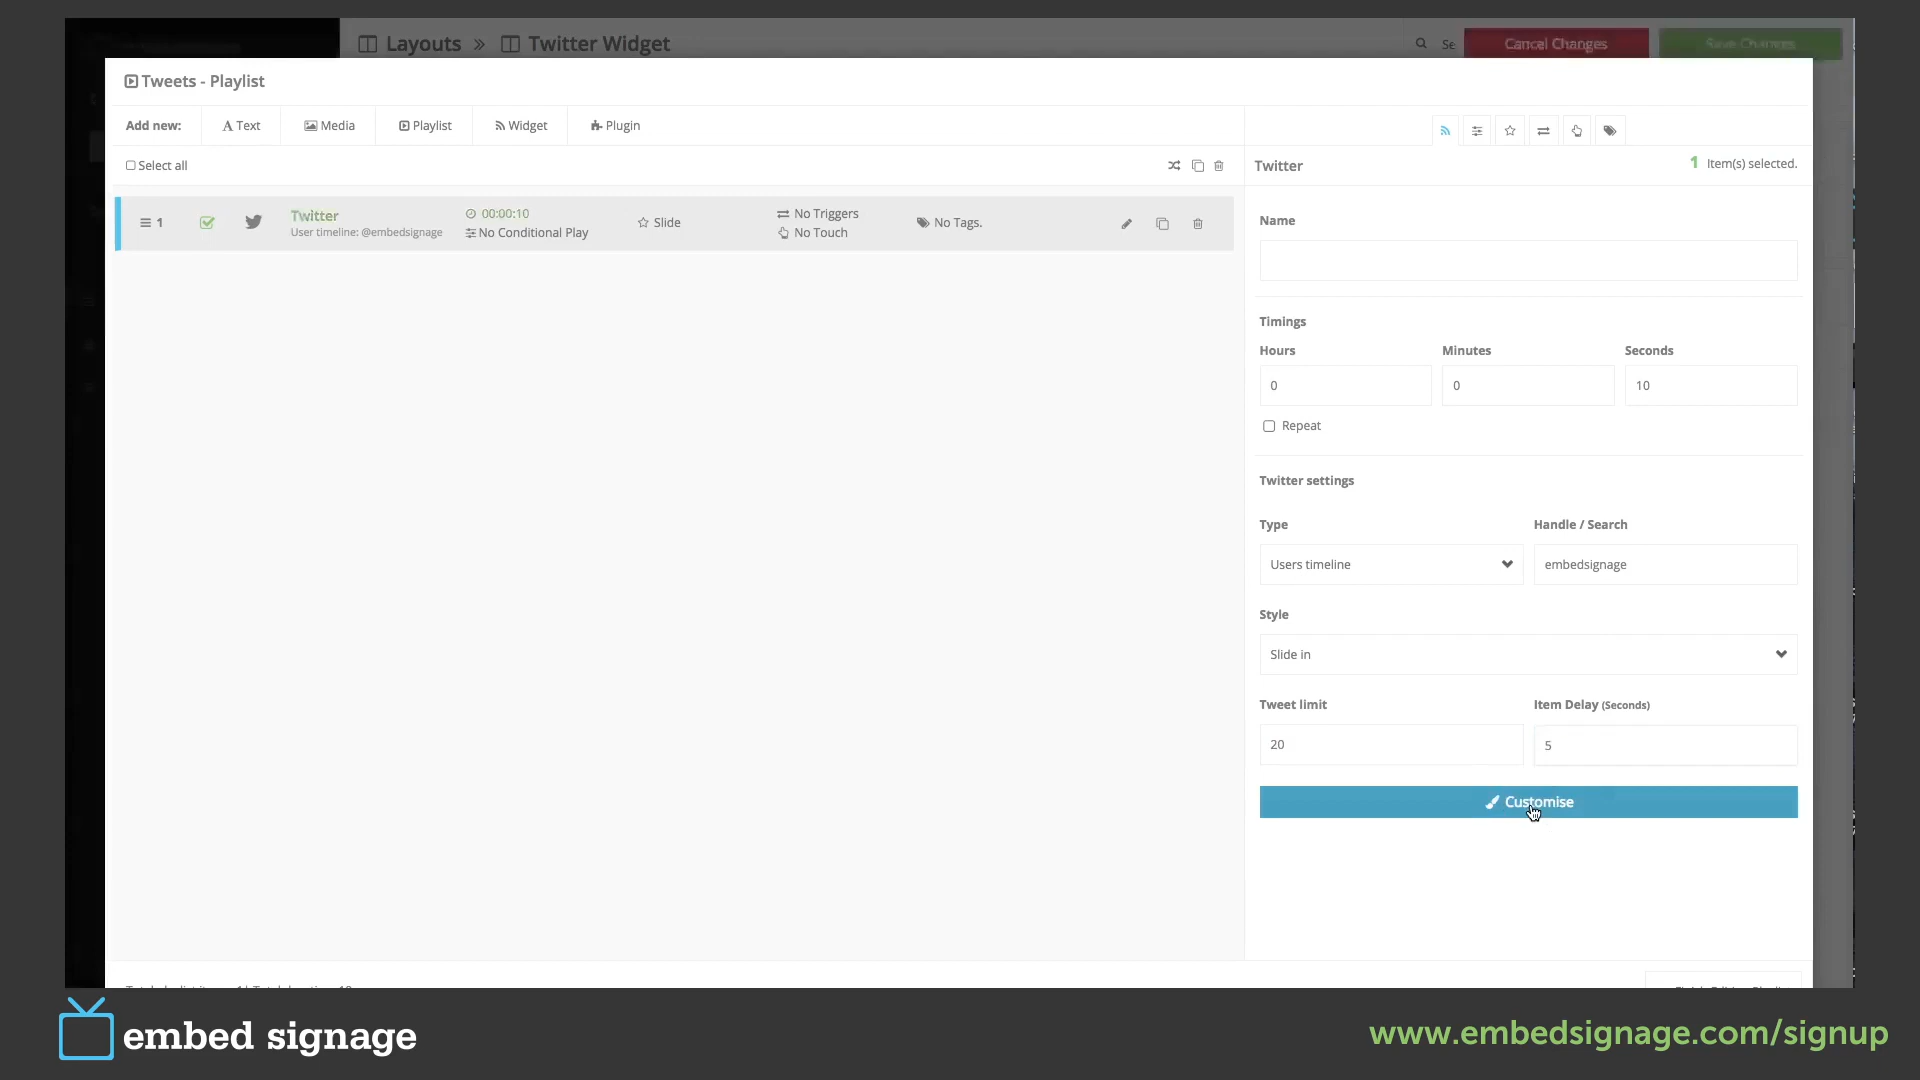 Layouts » Twitter Widget
Se
Cancel Changes
Save Changes
Tweets - Playlist
Add new:
Text
Media
Playlist
Widget
Plugin
Select all
Twitter
1 Item(s) selected.
1
Twitter
User timeline: @embedsignage
00:00:10
No Conditional Play
Slide
No Triggers
No Touch
No Tags.
Name
Timings
Hours
Minutes
Seconds
0
0
10
Repeat
Twitter settings
Type
Handle / Search
Users timeline
embedsignage
Style
Slide in
Tweet limit
Item Delay (Seconds)
20
5
Customise
embed signage
www.embedsignage.com/signup